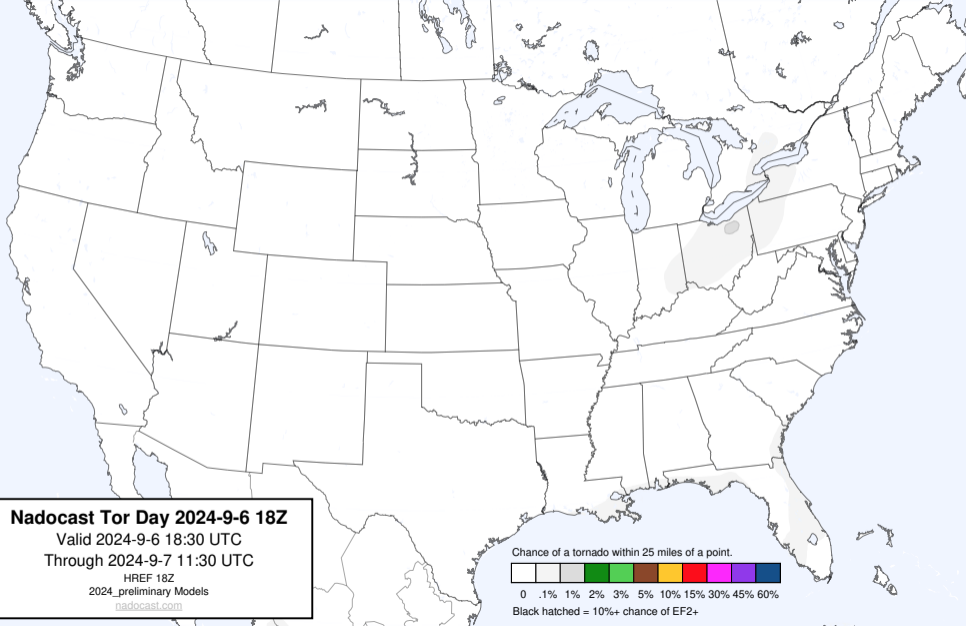 Nadocast Tor Day 2024-9-6 18Z
Valid 2024-9-6 18:30 UTC
Through 2024-9-7 11:30 UTC
HREF 18Z
2024_preliminary Models
nadocast.com
Chance of a tornado within 25 miles of a point.
0 .1% 1% 2% 3% 5% 10% 15% 30% 45% 60%
Black hatched = 10%+ chance of EF2+